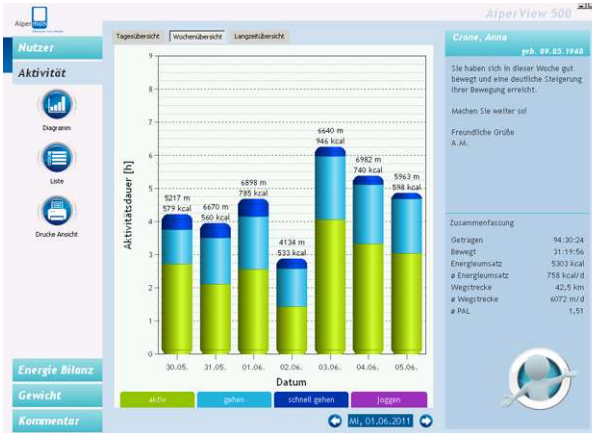 AiperView 500
Aipermon
Nutzer
Aktivität
Diagramm
Liste
Drucke Ansicht
Energie Bilanz
Gewicht
Kommentar
Tagesübersicht Wochenübersicht Langzeitübersicht
Aktivitätsdauer [h]
9
8
7
6
5
4
3
2
1
0
5217 m
579 kcal
6670 m
560 kcal
6898 m
785 kcal
4134 m
533 kcal
6640 m
946 kcal
6982 m
740 kcal
5963 m
598 kcal
30.05. 31.05. 01.06. 02.06. 03.06. 04.06. 05.06.
Datum
aktiv gehen schnell gehen joggen
MI, 01.06.2011
Crone, Anna
geb. 09.05.1960
Sie haben sich in dieser Woche gut
bewegt und eine deutliche Steigerung
Ihrer Bewegung erreicht.
Machen Sie weiter so!
Freundliche Grüße
A.M.
Zusammenfassung
Getragen 94:30:24
Bewegt 31:19:56
Energieumsatz 5303 kcal
ø Energieumsatz 758 kcal/d
Wegstrecke 42,5 km
ø Wegstrecke 6072 m/d
ø PAL 1,51